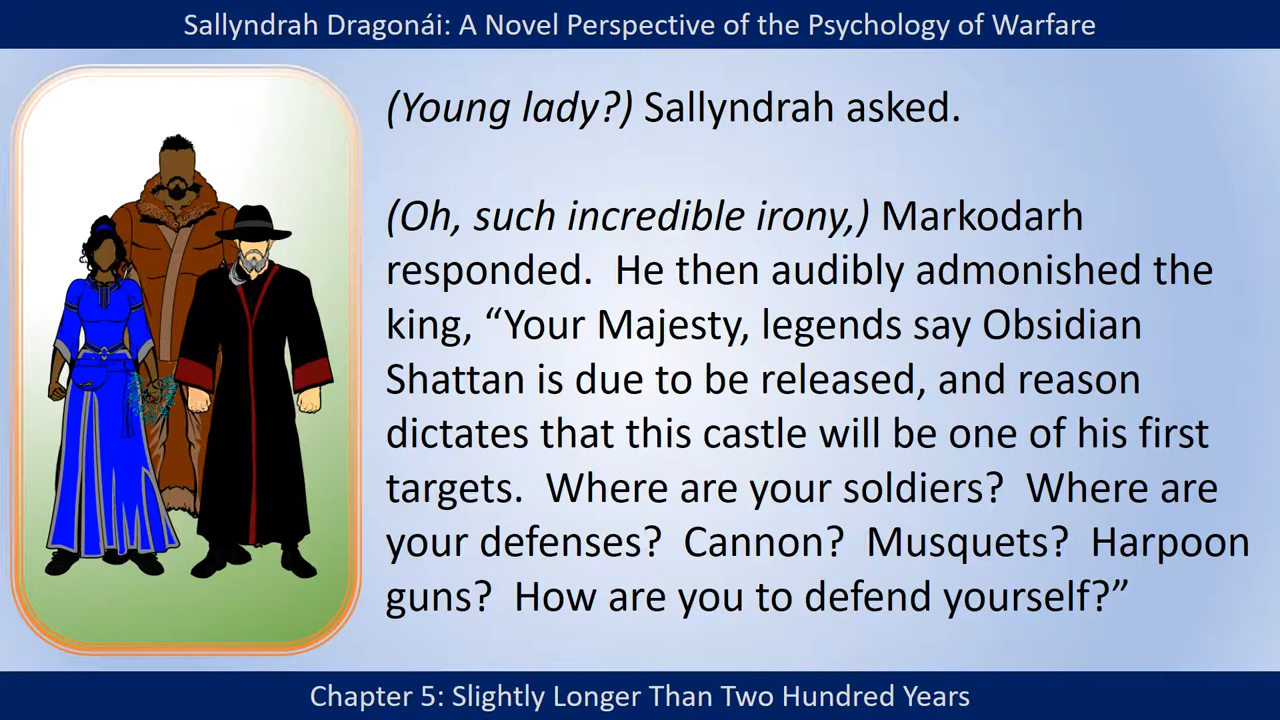 Sallyndrah Dragonái: A Novel Perspective of the Psychology of Warfare
(Young lady?) Sallyndrah asked.
(Oh, such incredible irony,) Markodarh
responded.  He then audibly admonished the
king, “Your Majesty, legends say Obsidian
Shattan is due to be released, and reason
dictates that this castle will be one of his first
targets.  Where are your soldiers?  Where are
your defenses?  Cannon?  Musquets?  Harpoon
guns?  How are you to defend yourself?”
Chapter 5: Slightly Longer Than Two Hundred Years